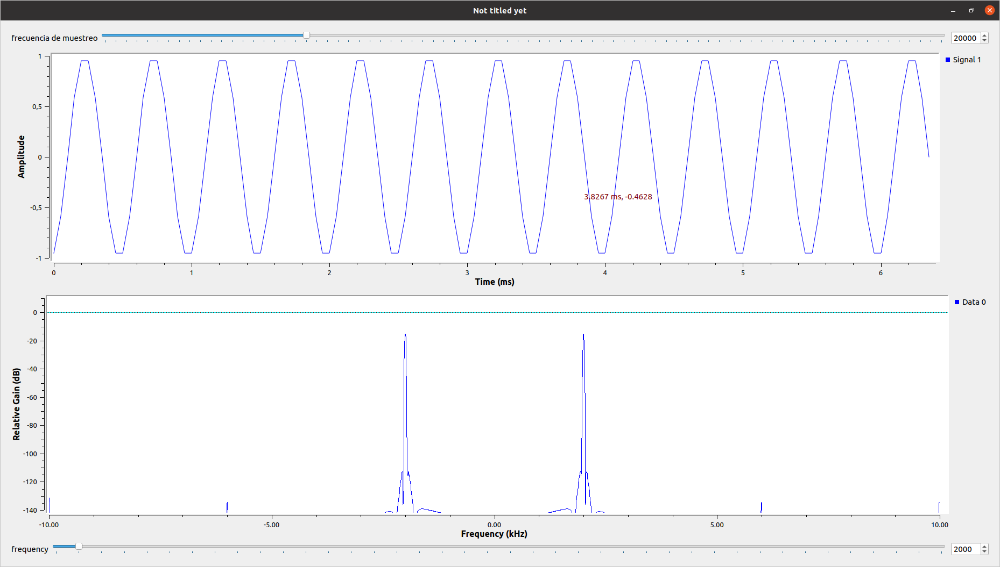 Not titled yet
frecuencia de muestreo
20000
Signal 1
Amplitude
1
0,5
0
-0,5
-1
3.8267 ms, -0.4628
0 1 2 3 4 5 6
Time (ms)
Data 0
Relative Gain (dB)
0
-20
-40
-60
-80
-100
-120
-140
-10.00 -5.00 0.00 5.00 10.00
Frequency (kHz)
frequency
2000